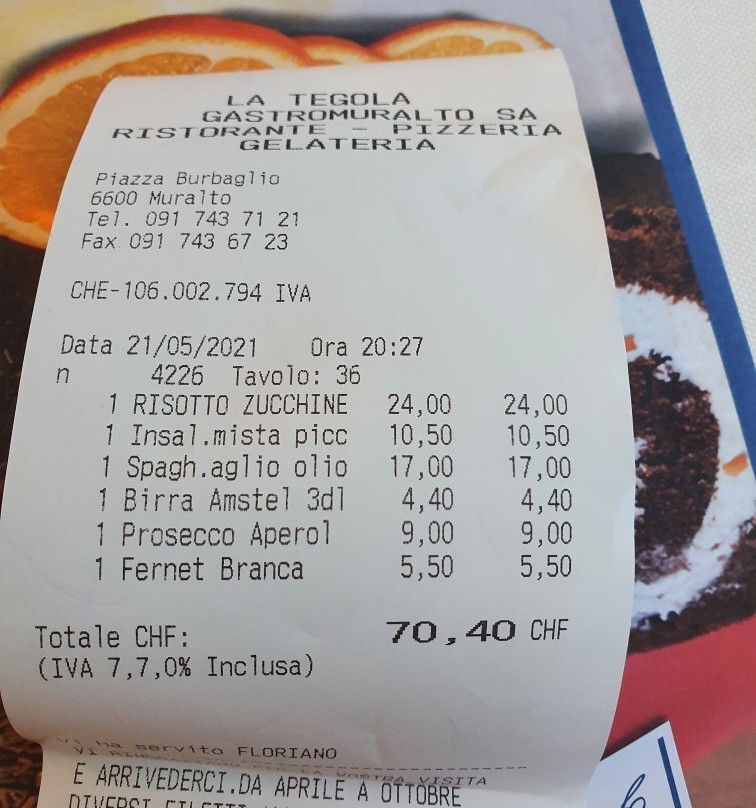 LA TEGOLA
GASTROMURALTO SA
RISTORANTE - PIZZERIA
GELATERIA
Piazza Burbaglio
6600 Muralto
Tel. 091 743 71 21
Fax 091 743 67 23
CHE-106.002.794 IVA
Data 21/05/2021 Ora 20:27
n 4226 Tavolo: 36
1 RISOTTO ZUCCHINE 24,00 24,00
1 Insal.mista picc 10,50 10,50
1 Spagh.aglio olio 17,00 17,00
1 Birra Amstel 3dl 4,40 4,40
1 Prosecco Aperol 9,00 9,00
1 Fernet Branca 5,50 5,50
Totale CHF: 70,40 CHF
(IVA 7,7,0% Inclusa)
Vi ha servito FLORIANO
VOSTRA VISITA
E ARRIVEDERCI.DA APRILE A OTTOBRE
DIVERSI